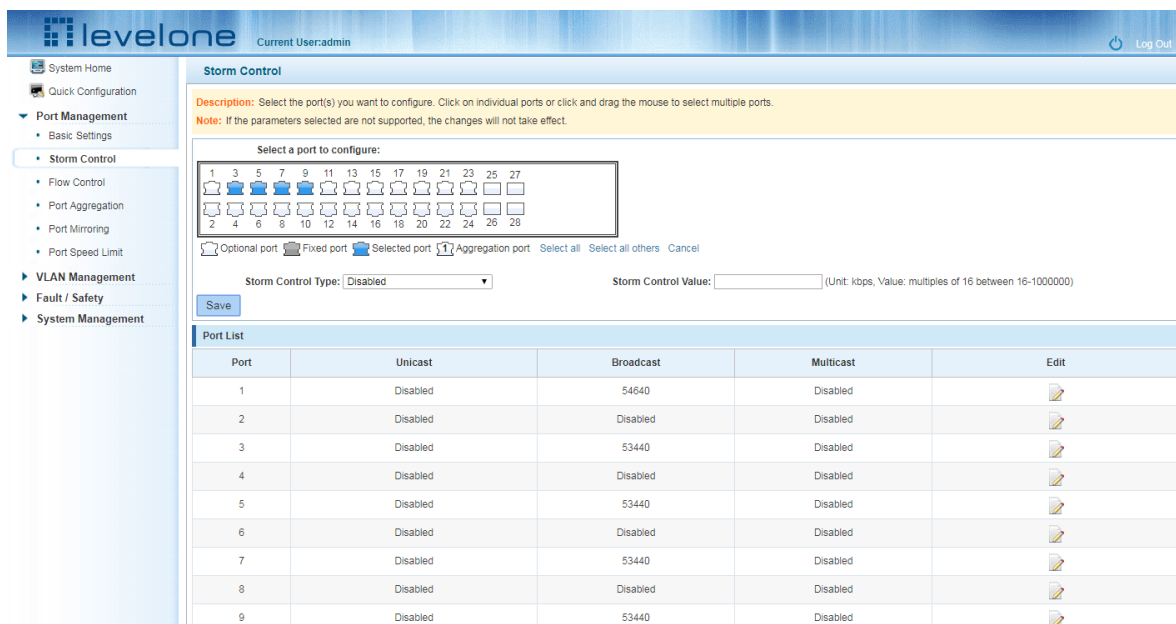 levelone Current User:admin Log Out
System Home
Quick Configuration
Port Management
Basic Settings
Storm Control
Flow Control
Port Aggregation
Port Mirroring
Port Speed Limit
VLAN Management
Fault / Safety
System Management
Storm Control
Description: Select the port(s) you want to configure. Click on individual ports or click and drag the mouse to select multiple ports.
Note: If the parameters selected are not supported, the changes will not take effect.
Select a port to configure:
1 3 5 7 9 11 13 15 17 19 21 23 25 27
2 4 6 8 10 12 14 16 18 20 22 24 26 28
Optional port Fixed port Selected port 1 Aggregation port Select all Select all others Cancel
Storm Control Type: Disabled Storm Control Value: (Unit: kbps, Value: multiples of 16 between 16-1000000)
Save
Port List
Port Unicast Broadcast Multicast Edit
1 Disabled 54640 Disabled
2 Disabled Disabled Disabled
3 Disabled 53440 Disabled
4 Disabled Disabled Disabled
5 Disabled 53440 Disabled
6 Disabled Disabled Disabled
7 Disabled 53440 Disabled
8 Disabled Disabled Disabled
9 Disabled 53440 Disabled